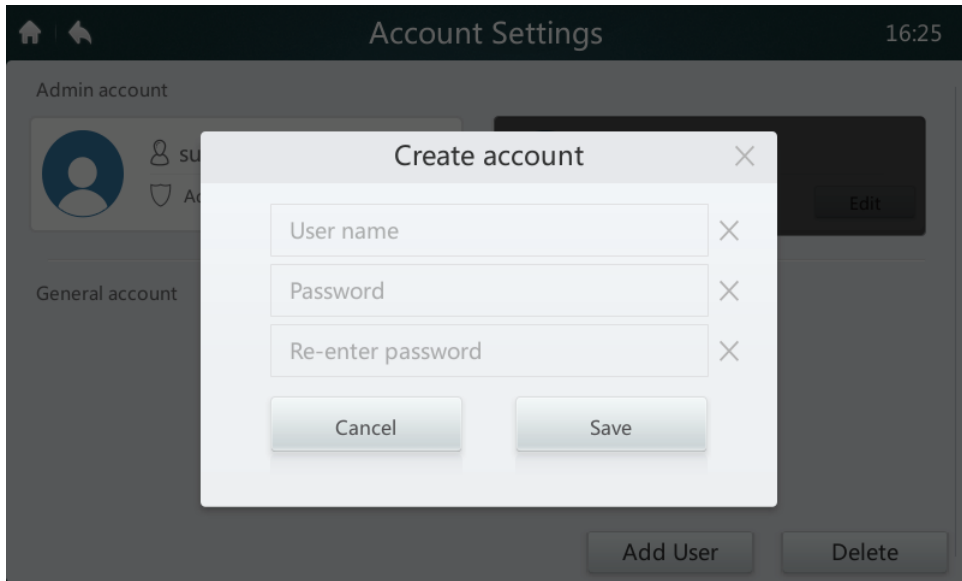 Account Settings 16:25
Admin account
Create account
Edit
User name
Password
General account
Re-enter password
Cancel Save
Add User Delete